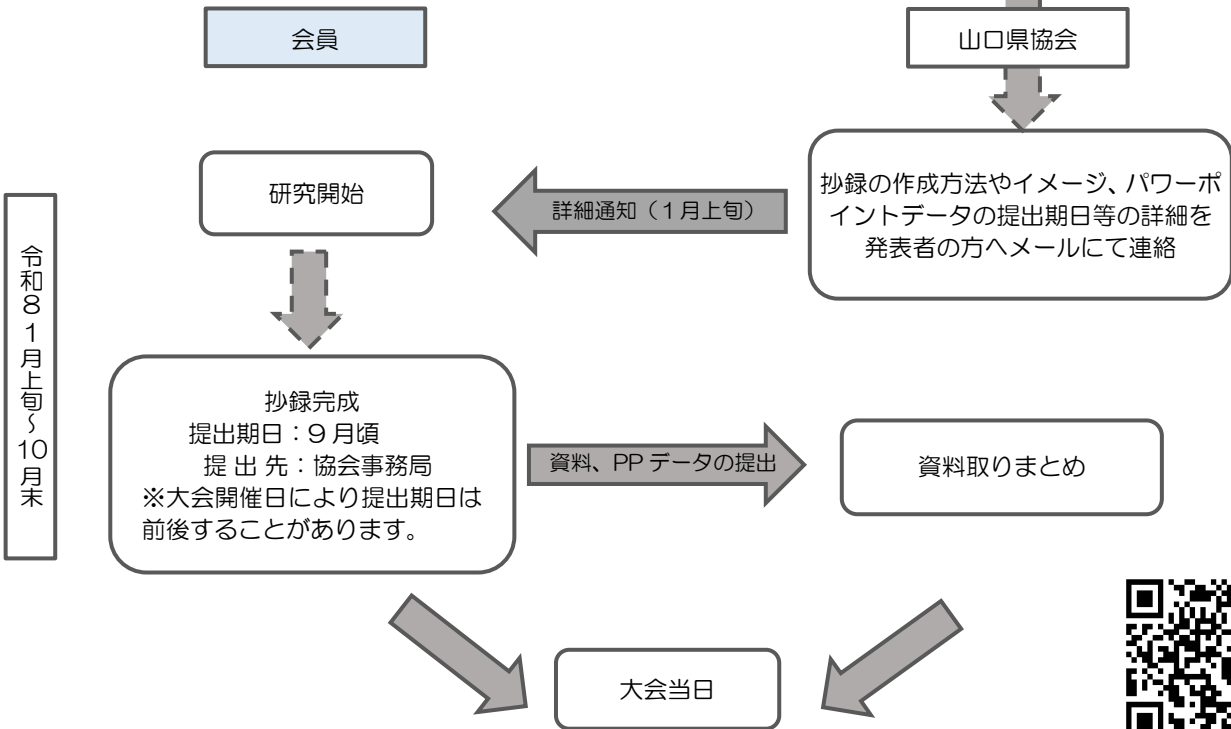 会員
山口県協会
研究開始
詳細通知（１月上旬）
抄録の作成方法やイメージ、パワーポ
イントデータの提出期日等の詳細を
発表者の方へメールにて連絡
令和８１月上旬～10月末
抄録完成
提出期日：９月頃
提 出 先：協会事務局
※大会開催日により提出期日は
前後することがあります。
資料、PP データの提出
資料取りまとめ
大会当日